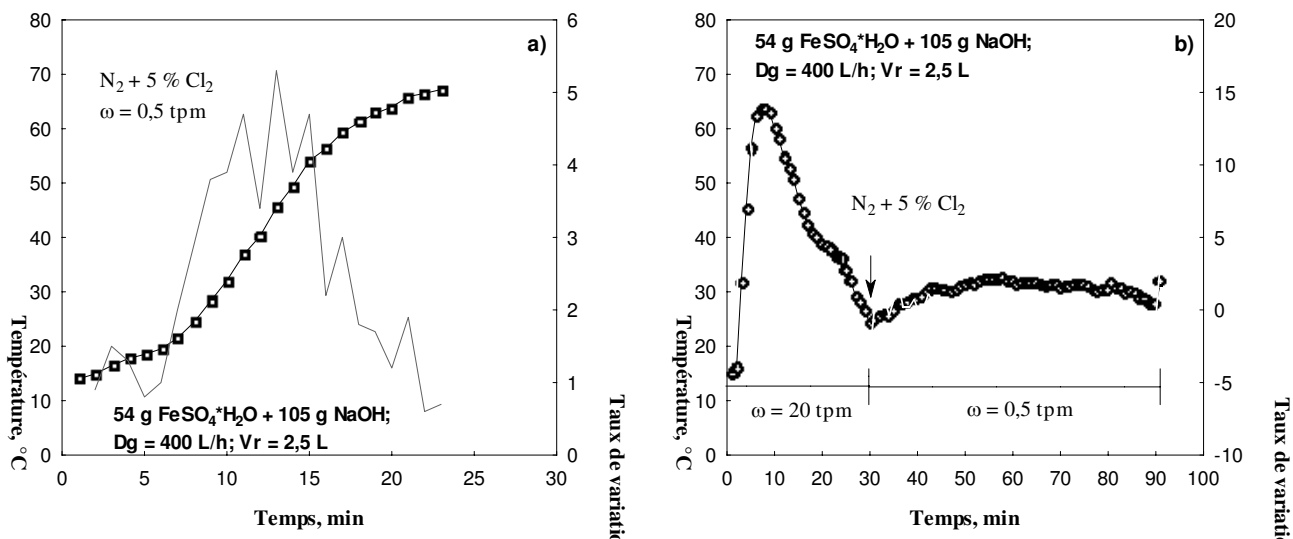 80
70
60
50
40
30
20
10
0
Température, °C
6
5
4
3
2
1
0
Taux de
a)
N₂ + 5 % Cl₂
ω = 0,5 tpm
54 g FeSO₄*H₂O + 105 g NaOH;
Dg = 400 L/h; Vr = 2,5 L
0 5 10 15 20 25 30
Temps, min
80
70
60
50
40
30
20
10
0
Température, °C
20
15
10
5
0
-5
-10
Taux de
b)
54 g FeSO₄*H₂O + 105 g NaOH;
Dg = 400 L/h; Vr = 2,5 L
N₂ + 5 % Cl₂
ω = 20 tpm
ω = 0,5 tpm
0 10 20 30 40 50 60 70 80 90 100
Temps, min